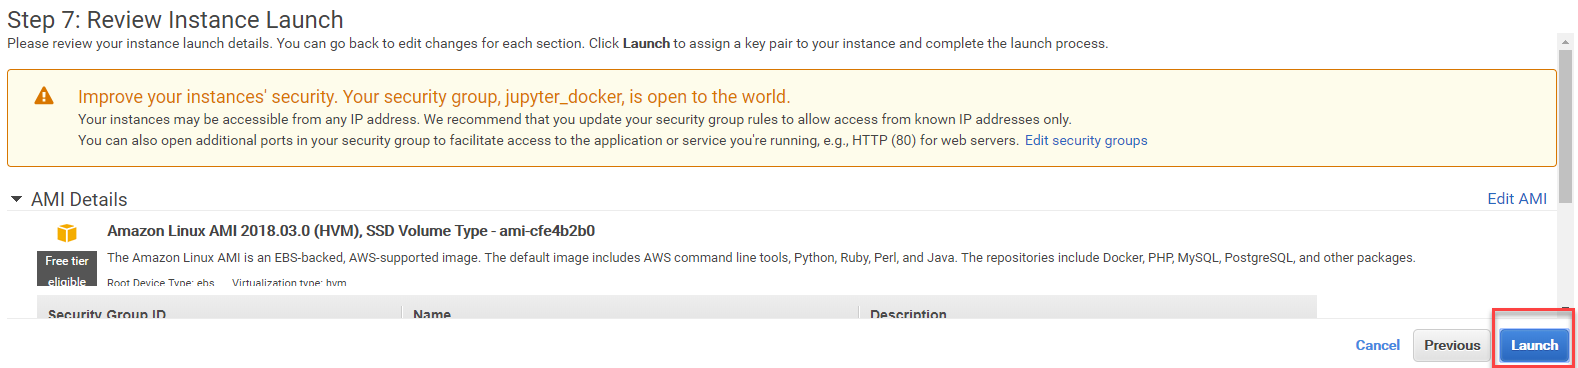 Step 7: Review Instance Launch
Please review your instance launch details. You can go back to edit changes for each section. Click Launch to assign a key pair to your instance and complete the launch process.
Improve your instances' security. Your security group, jupyter_docker, is open to the world.
Your instances may be accessible from any IP address. We recommend that you update your security group rules to allow access from known IP addresses only.
You can also open additional ports in your security group to facilitate access to the application or service you're running, e.g., HTTP (80) for web servers. Edit security groups
AMI Details
Edit AMI
Amazon Linux AMI 2018.03.0 (HVM), SSD Volume Type - ami-cfe4b2b0
Free tier
eligible
The Amazon Linux AMI is an EBS-backed, AWS-supported image. The default image includes AWS command line tools, Python, Ruby, Perl, and Java. The repositories include Docker, PHP, MySQL, PostgreSQL, and other packages.
Root Device Type: ebs Virtualization type: hvm
Security Group ID Name Description
Cancel Previous Launch